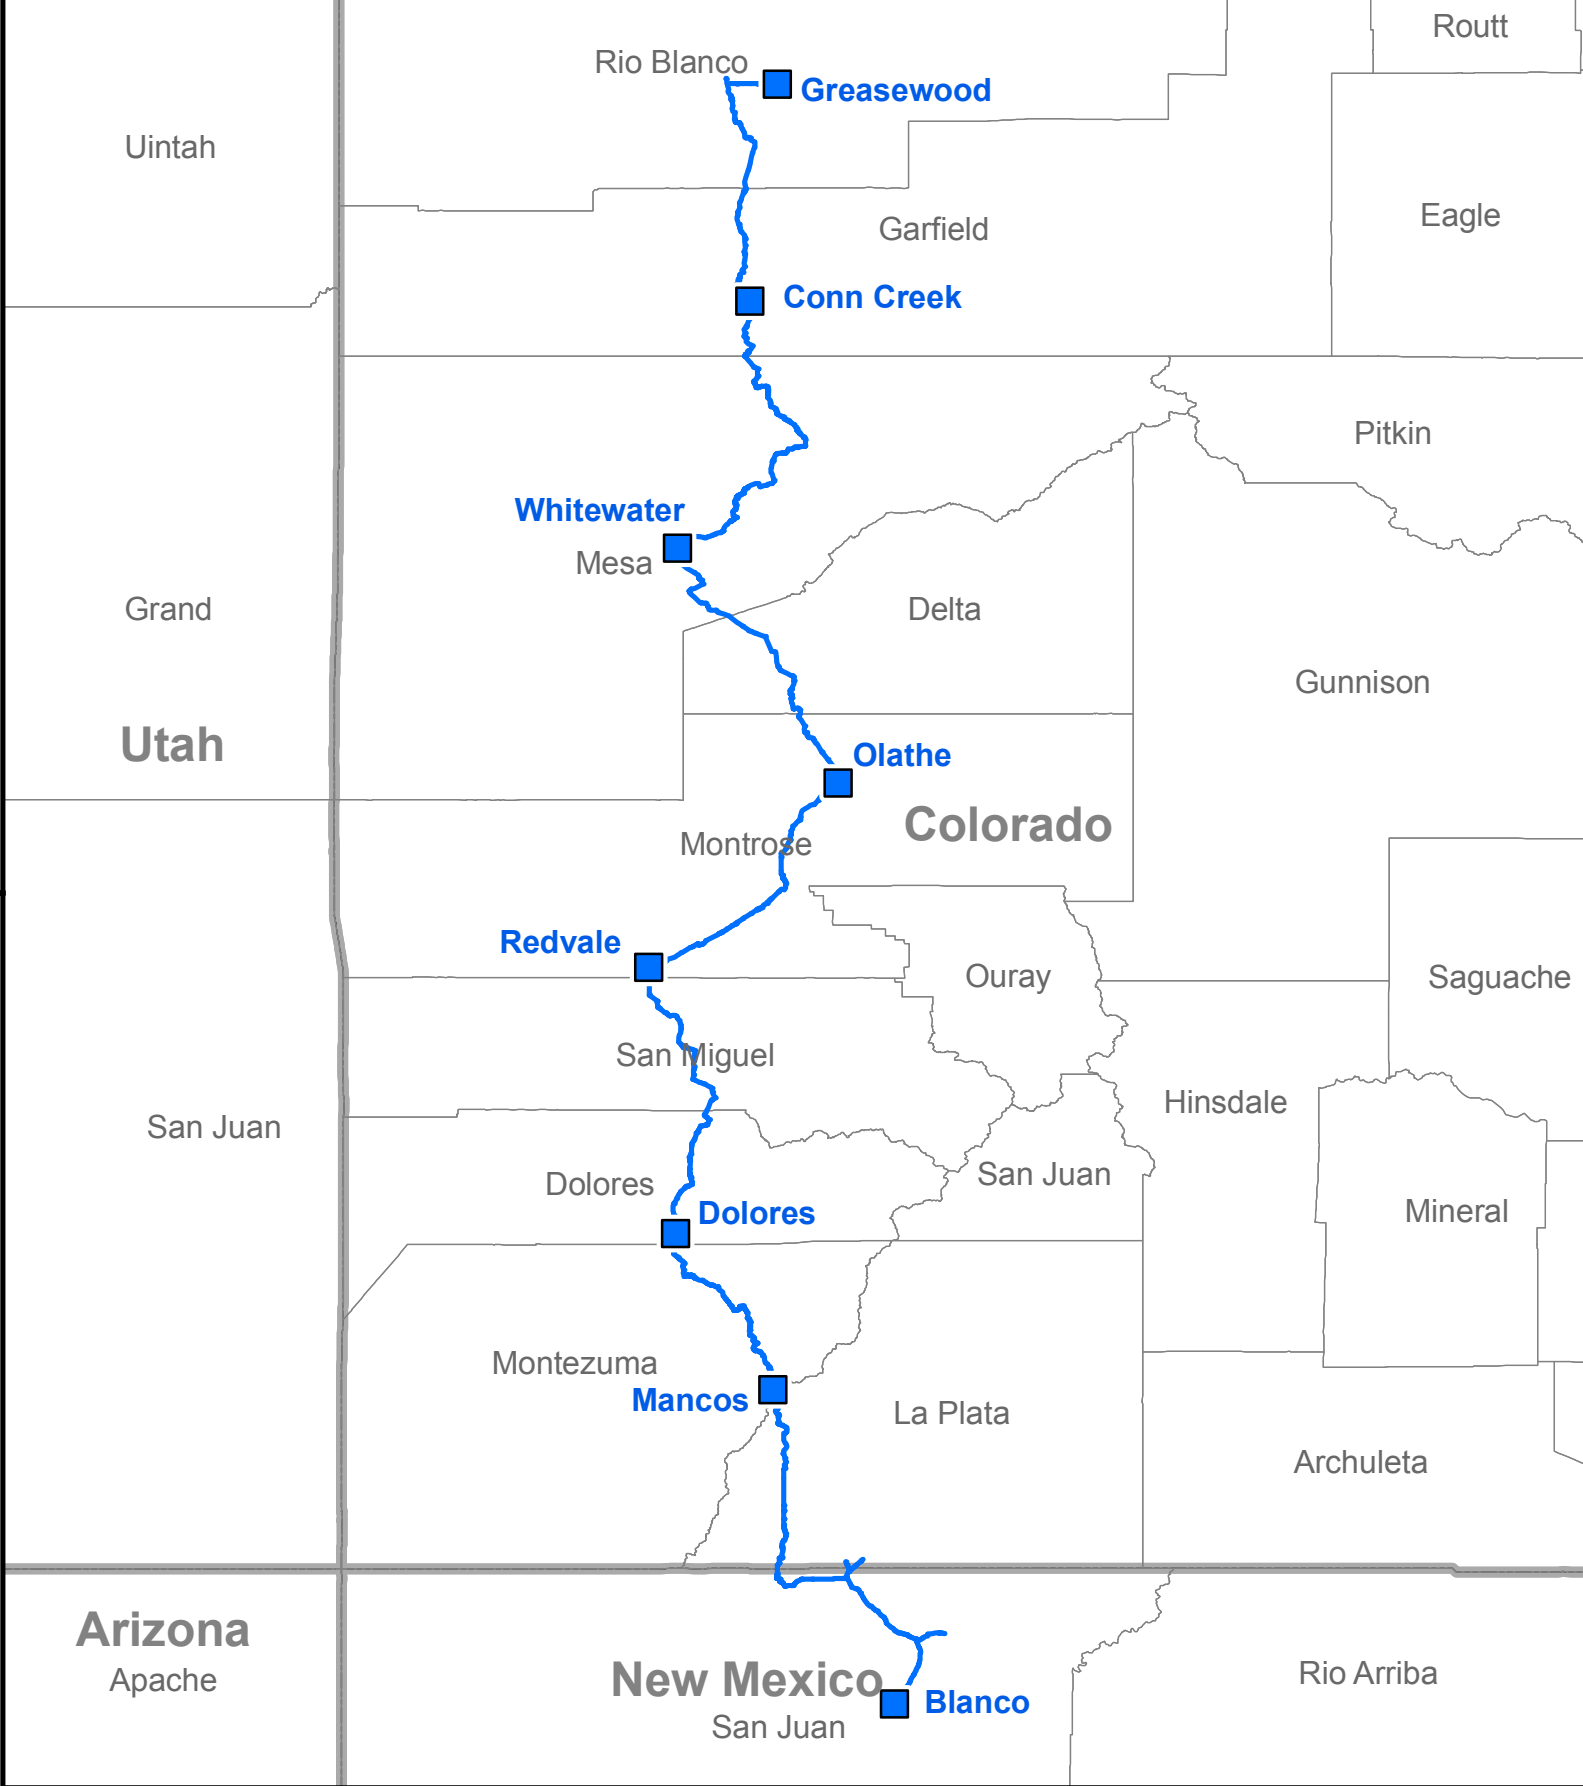 Routt
Rio Blanco
Greasewood
Uintah
Eagle
Garfield
Conn Creek
Pitkin
Whitewater
Mesa
Grand
Delta
Gunnison
Utah
Olathe
Colorado
Montrose
Redvale
Ouray
Saguache
San Miguel
Hinsdale
San Juan
San Juan
Dolores
Mineral
Dolores
Montezuma
Mancos
La Plata
Archuleta
Arizona
Apache
New Mexico
Rio Arriba
Blanco
San Juan